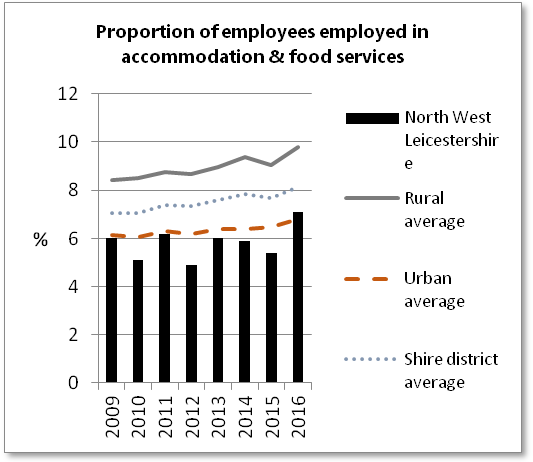 Proportion of employees employed in
accommodation & food services
12
10
8
6
4
2
0
%
2009
2010
2011
2012
2013
2014
2015
2016
North West
Leicestershir
e
Rural
average
Urban
average
Shire district
average